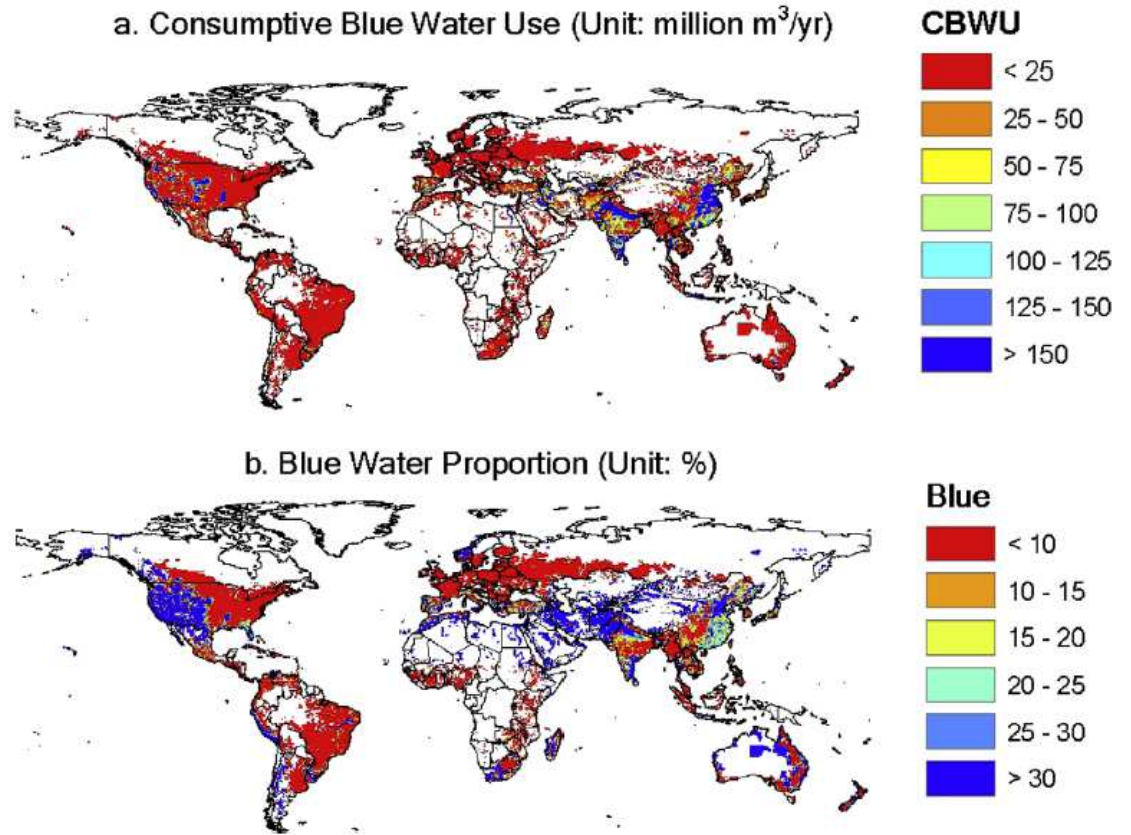 a. Consumptive Blue Water Use (Unit: million m³/yr)
CBWU
< 25
25 - 50
50 - 75
75 - 100
100 - 125
125 - 150
> 150
b. Blue Water Proportion (Unit: %)
Blue
< 10
10 - 15
15 - 20
20 - 25
25 - 30
> 30